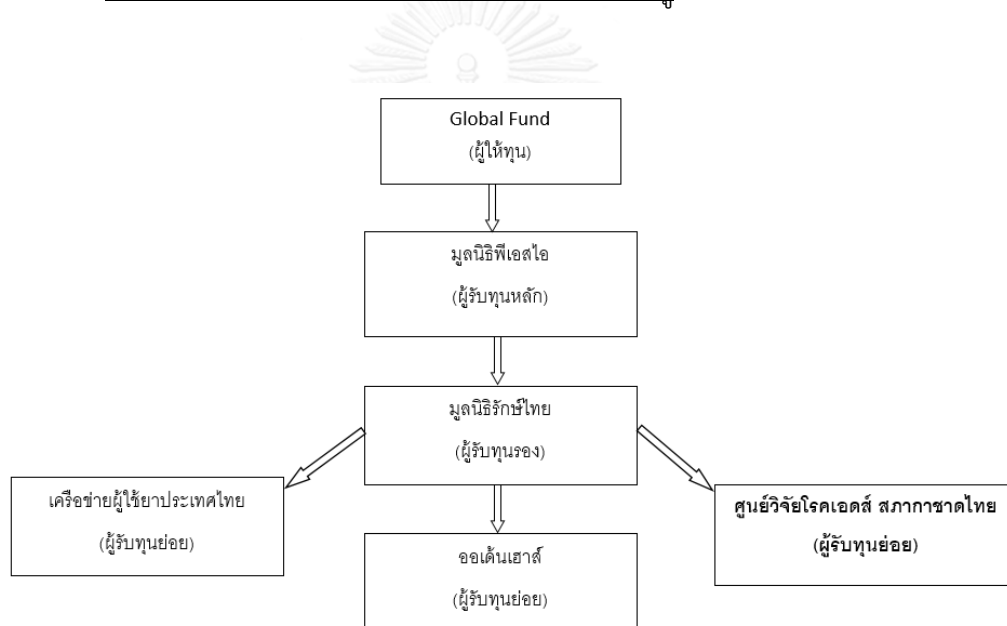 Global Fund
(ผู้ให้ทุน)
มูลนิธิพีเอสไอ
(ผู้รับทุนหลัก)
มูลนิธิรักษ์ไทย
(ผู้รับทุนรอง)
เครือข่ายผู้ใช้ยาประเทศไทย
(ผู้รับทุนย่อย)
ออเด้นเฮาส์
(ผู้รับทุนย่อย)
ศูนย์วิจัยโรคเอดส์ สภากาชาดไทย
(ผู้รับทุนย่อย)